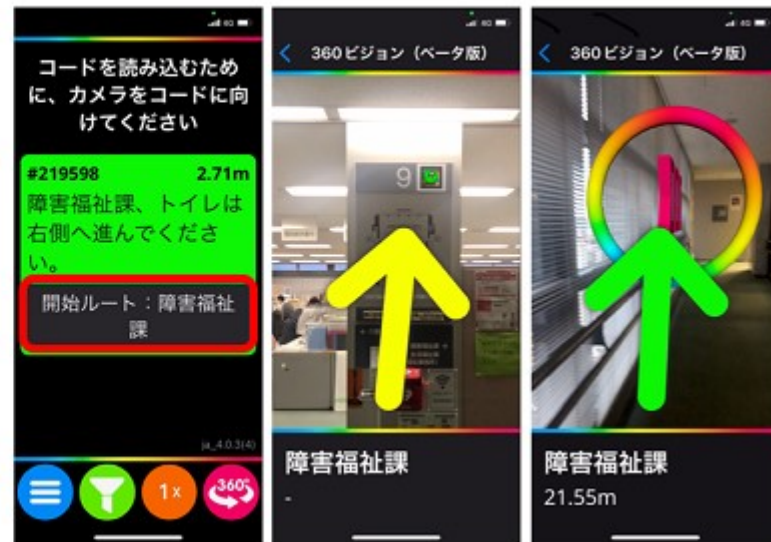 4G
コードを読み込むため
に、カメラをコードに向
けてください
#219598 2.71m
障害福祉課、トイレは
右側へ進んでくださ
い。
開始ルート：障害福祉
課
ja_4.0.3(4)
1x
360°
4G
360ビジョン（ベータ版）
9
障害福祉課
-
4G
360ビジョン（ベータ版）
障害福祉課
21.55m